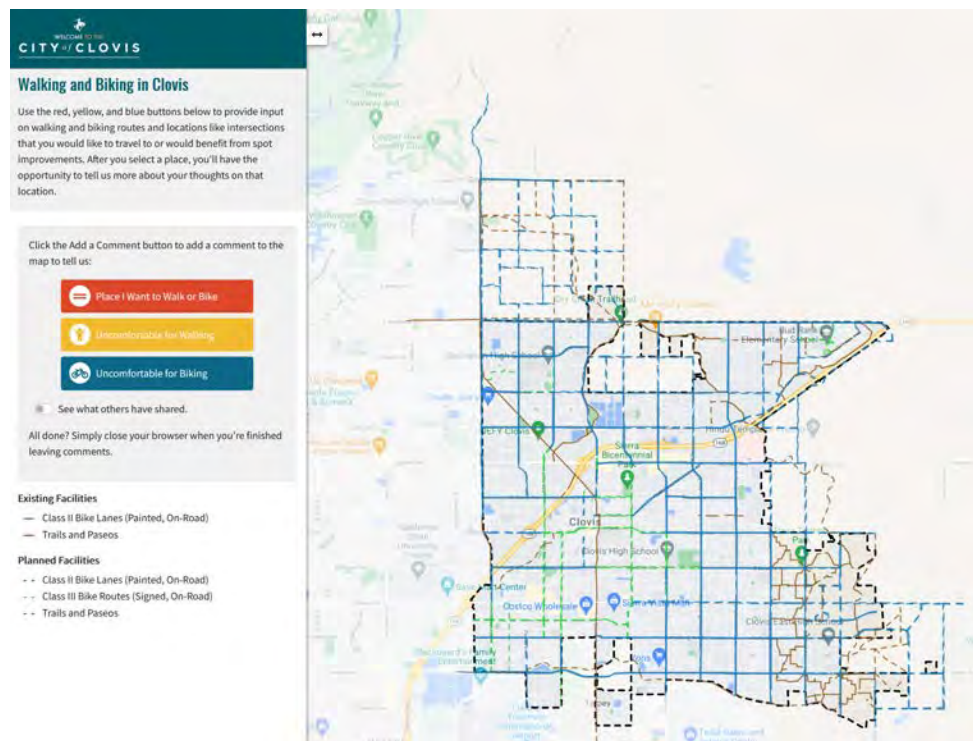 WELCOME TO THE
CITY of CLOVIS
Walking and Biking in Clovis
Use the red, yellow, and blue buttons below to provide input
on walking and biking routes and locations like intersections
that you would like to travel to or would benefit from spot
improvements. After you select a place, you'll have the
opportunity to tell us more about your thoughts on that
location.
Click the Add a Comment button to add a comment to the
map to tell us:
Place I Want to Walk or Bike
Uncomfortable for Walking
Uncomfortable for Biking
See what others have shared.
All done? Simply close your browser when you're finished
leaving comments.
Existing Facilities
Class II Bike Lanes (Painted, On-Road)
Trails and Paseos
Planned Facilities
Class II Bike Lanes (Painted, On-Road)
Class III Bike Routes (Signed, On-Road)
Trails and Paseos
Elementary School
Clovis
Sierra
Bicentennial
Park
Clovis High School
Center
Costco Wholesale
Sierra Vista Mall